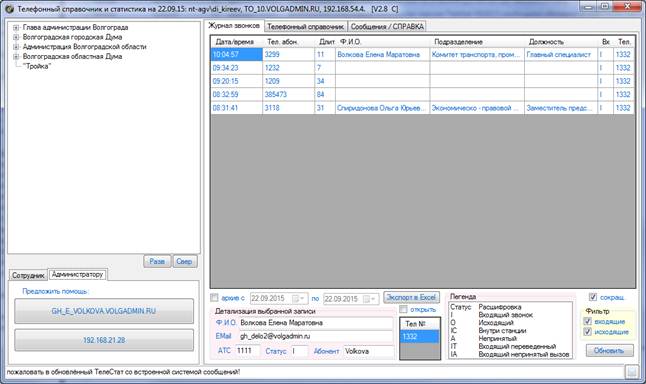 Телефонный справочник и статистика на 22.09.15: nt-agv\di_kireev, TO_10.VOLGADMIN.RU, 192.168.54.4. [V2.8 C]
Глава администрации Волгограда
Волгоградская городская Дума
Администрация Волгоградской области
Волгоградская областная Дума
"Тройка"
Разв Свер
Сотрудник Администратору
Предложить помощь:
GH_E_VOLKOVA.VOLGADMIN.RU
192.168.21.28
Журнал звонков Телефонный справочник Сообщения / СПРАВКА
Дата/время Тел. абон. Длит Ф.И.О. Подразделение Должность Вх Тел.
10:04:57 3299 11 Волкова Елена Маратовна Комитет транспорта, пром... Главный специалист I 1332
09:34:23 1232 7 I 1332
09:20:15 1209 34 I 1332
08:32:59 385473 84 I 1332
08:31:41 3118 31 Спиридонова Ольга Юрьев... Экономическо - правовой ... Заместитель предс... I 1332
архив с 22.09.2015 по 22.09.2015 Экспорт в Excel
открыть
Детализация выбранной записи
Ф.И.О. Волкова Елена Маратовна
EMail gh_delo2@volgadmin.ru
АТС 1111 Статус I Абонент Volkova
Тел №
1332
Легенда
Статус Расшифровка
I Входящий звонок
O Исходящий
IC Внутри станции
A Непринятый
IT Входящий переведенный
IA Входящий непринятый вызов
сокращ.
Фильтр
входящие
исходящие
Обновить
пожаловать в обновлённый ТелеСтат со встроенной системой сообщений!